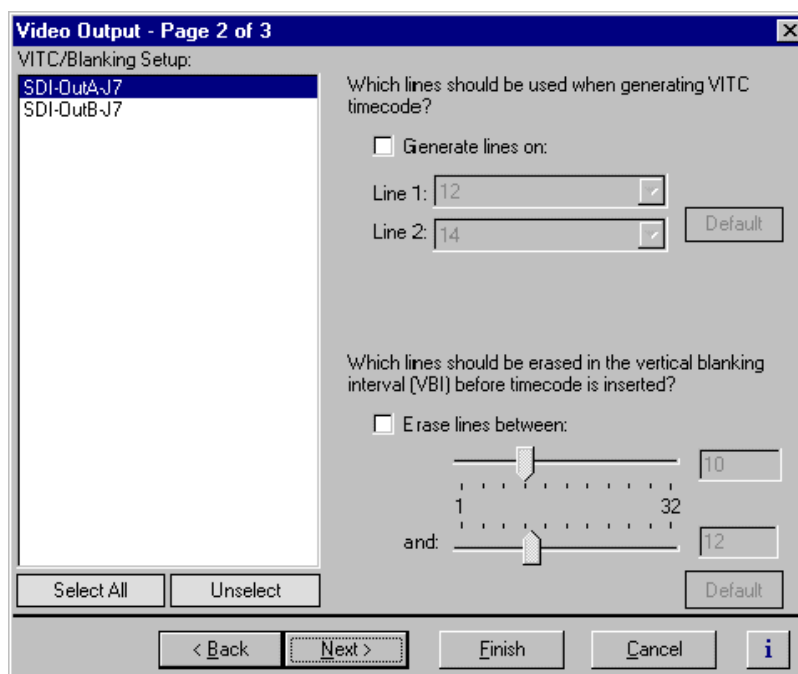 Video Output - Page 2 of 3
VITC/Blanking Setup:
SDI-OutA-J7
SDI-OutB-J7
Select All
Unselect
Which lines should be used when generating VITC
timecode?
Generate lines on:
Line 1: 12
Line 2: 14
Default
Which lines should be erased in the vertical blanking
interval (VBI) before timecode is inserted?
Erase lines between:
10
1 32
and: 12
Default
< Back
Next >
Finish
Cancel
i